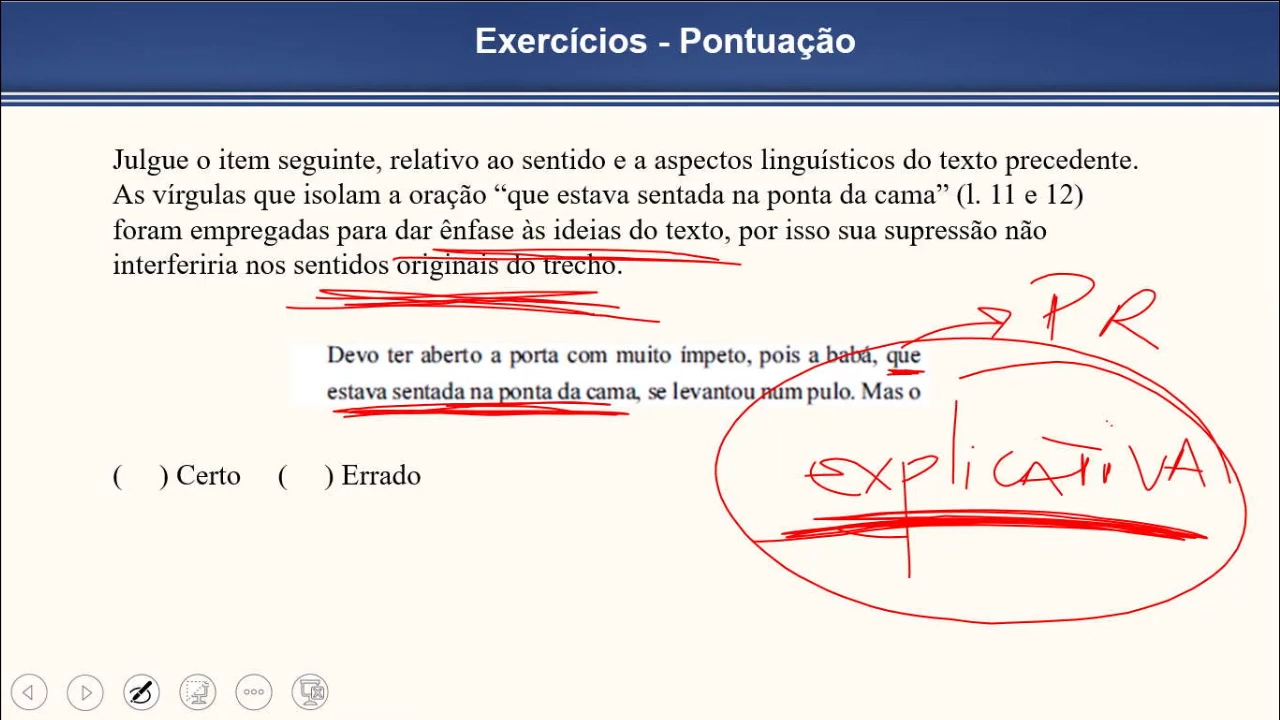 Exercícios - Pontuação
Julgue o item seguinte, relativo ao sentido e a aspectos linguísticos do texto precedente.
As vírgulas que isolam a oração “que estava sentada na ponta da cama” (l. 11 e 12)
foram empregadas para dar ênfase às ideias do texto, por isso sua supressão não
interferiria nos sentidos originais do trecho.
PR
Devo ter aberto a porta com muito ímpeto, pois a babá, que
estava sentada na ponta da cama, se levantou num pulo. Mas o
explicATiVA
( ) Certo ( ) Errado